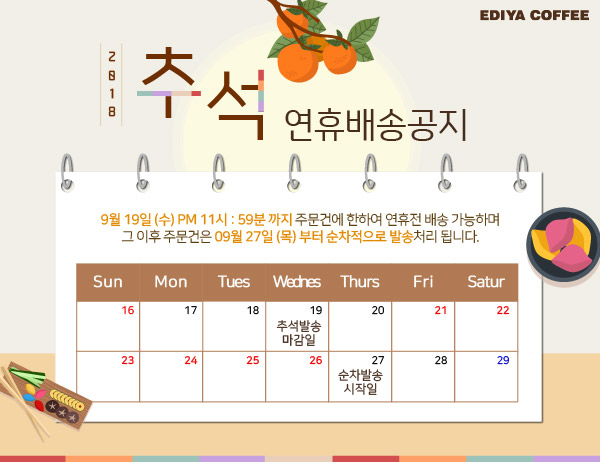 EDIYA COFFEE
2018
추석
연휴배송공지
9월 19일 (수) PM 11시 : 59분 까지 주문건에 한하여 연휴전 배송 가능하며
그 이후 주문건은 09월 27일 (목) 부터 순차적으로 발송처리 됩니다.
Sun Mon Tues Wednes Thurs Fri Satur
16 17 18 19 20 21 22
추석발송
마감일
23 24 25 26 27 28 29
순차발송
시작일